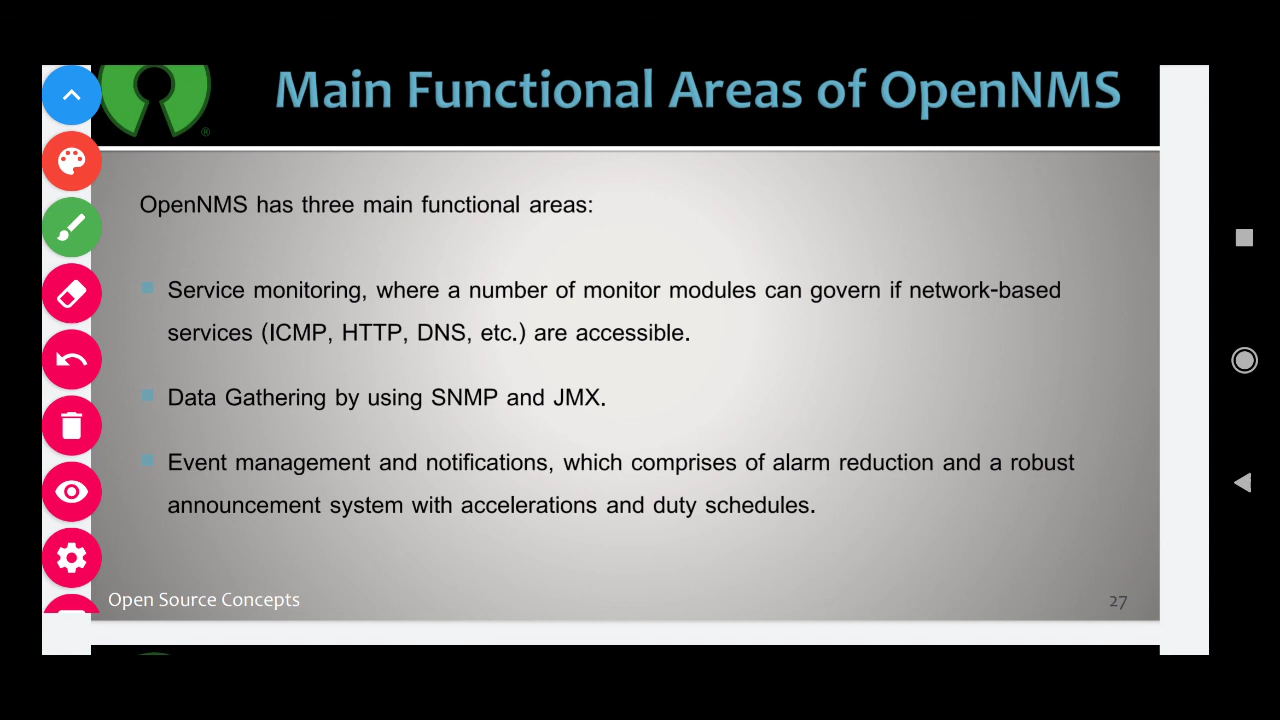 Main Functional Areas of OpenNMS
®
OpenNMS has three main functional areas:
Service monitoring, where a number of monitor modules can govern if network-based
services (ICMP, HTTP, DNS, etc.) are accessible.
Data Gathering by using SNMP and JMX.
Event management and notifications, which comprises of alarm reduction and a robust
announcement system with accelerations and duty schedules.
Open Source Concepts
27